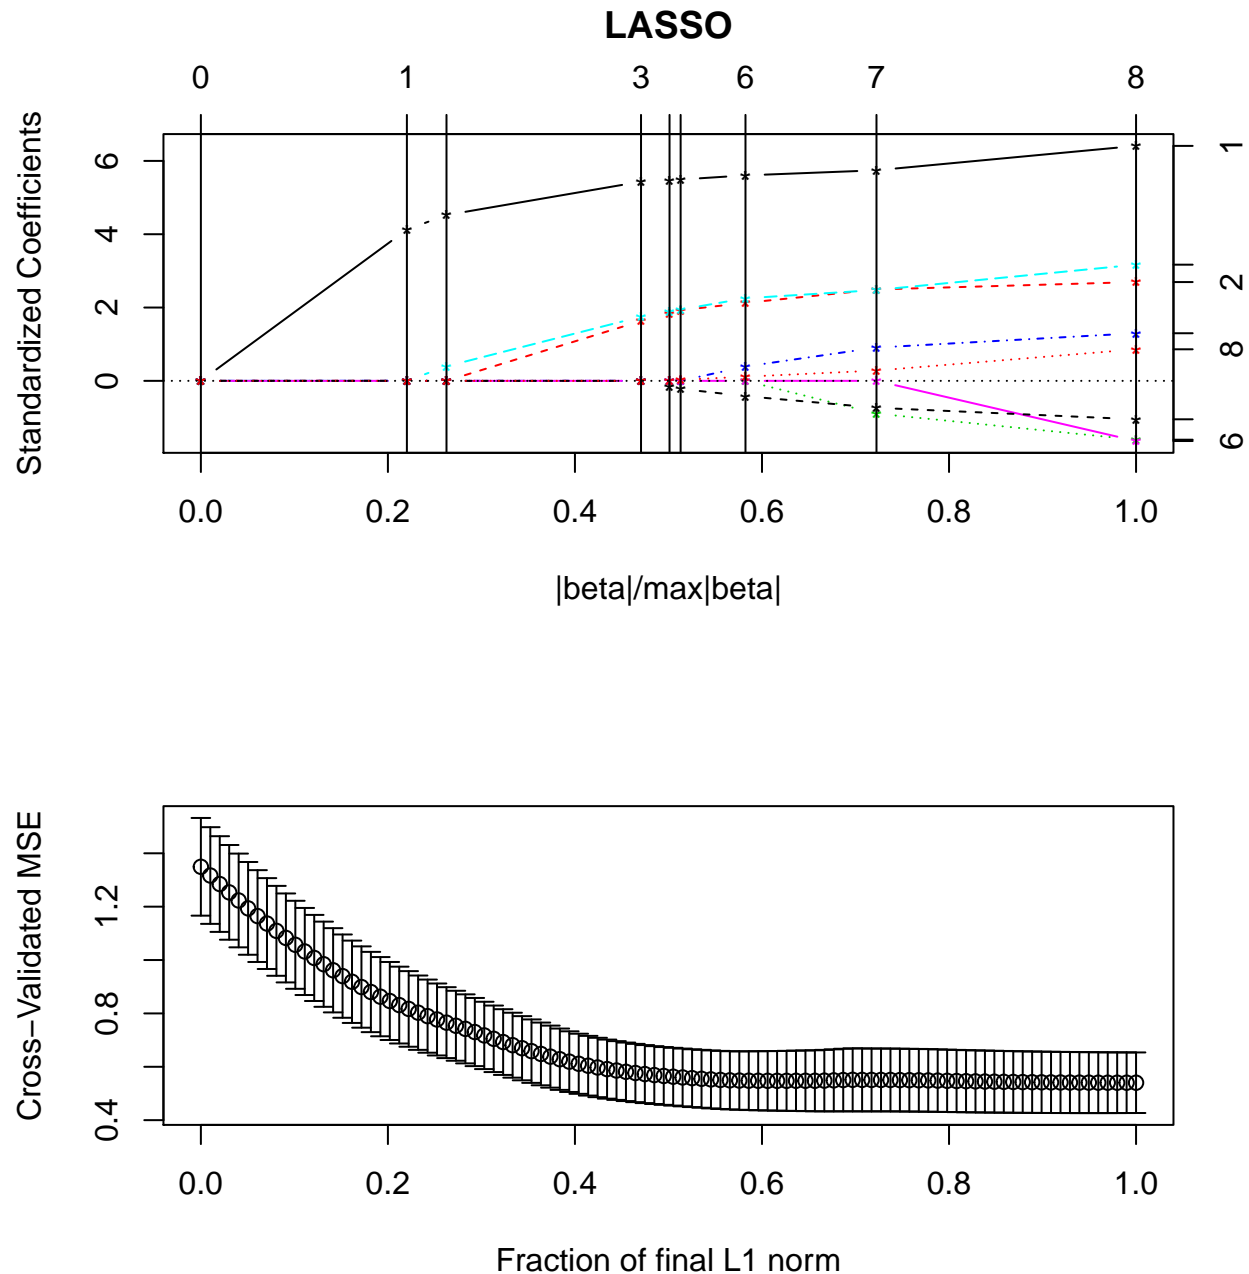 LASSO
0 1 3 6 7 8
Standardized Coefficients
6
4
2
0
1
2
8
6
0.0 0.2 0.4 0.6 0.8 1.0
|beta|/max|beta|
Cross−Validated MSE
1.2
0.8
0.4
0.0 0.2 0.4 0.6 0.8 1.0
Fraction of final L1 norm